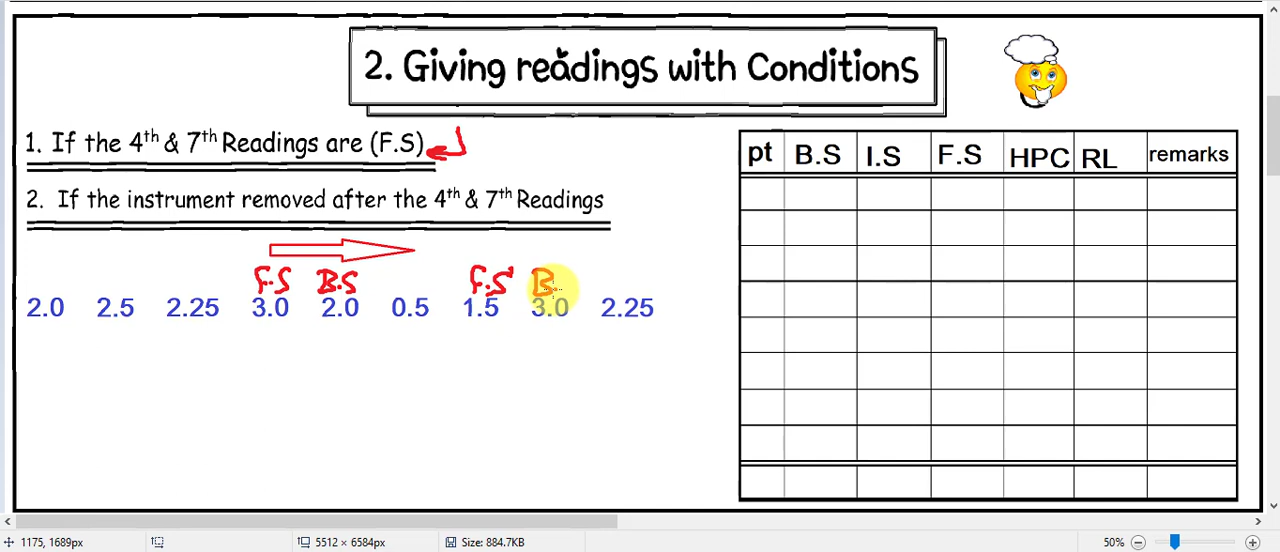 2. Giving readings with Conditions
1. If the 4th & 7th Readings are (F.S)
2. If the instrument removed after the 4th & 7th Readings
F.S B.S F.S B
2.0 2.5 2.25 3.0 2.0 0.5 1.5 3.0 2.25
pt B.S I.S F.S HPC RL remarks
1175, 1689px 5512 × 6584px Size: 884.7KB 50%